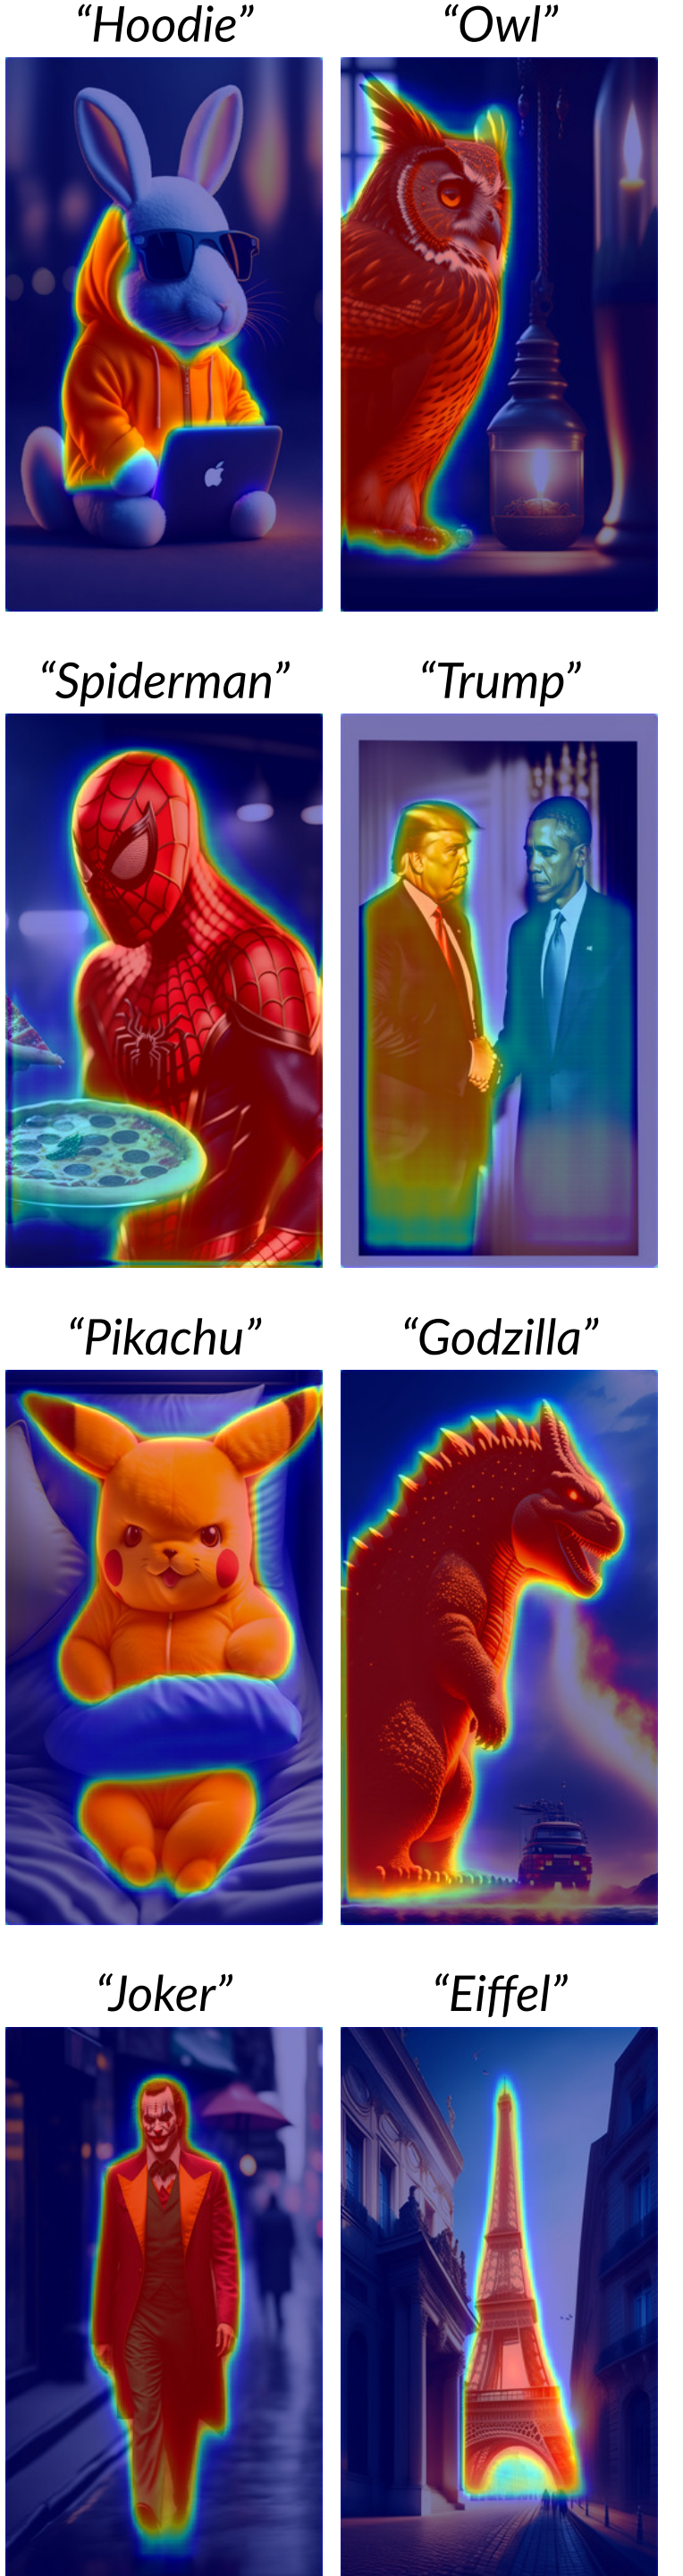 “Hoodie” “Owl”
“Spiderman” “Trump”
“Pikachu” “Godzilla”
“Joker” “Eiffel”